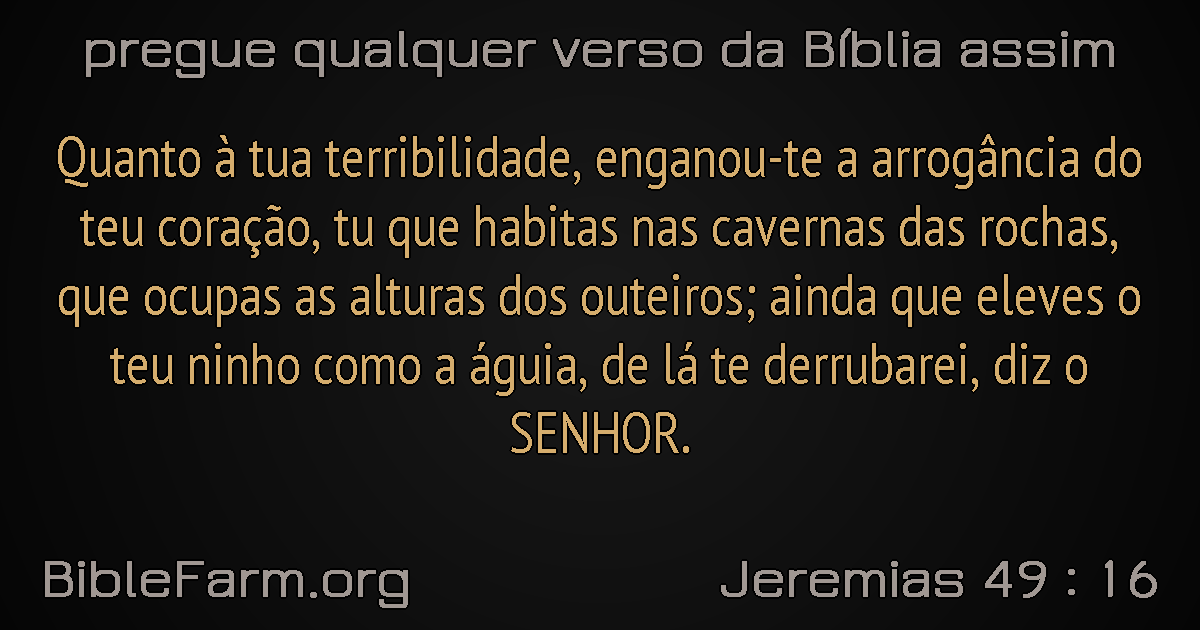 pregue qualquer verso da Bíblia assim
Quanto à tua terribilidade, enganou-te a arrogância do
teu coração, tu que habitas nas cavernas das rochas,
que ocupas as alturas dos outeiros; ainda que eleves o
teu ninho como a águia, de lá te derrubarei, diz o
SENHOR.
BibleFarm.org
Jeremias 49 : 16